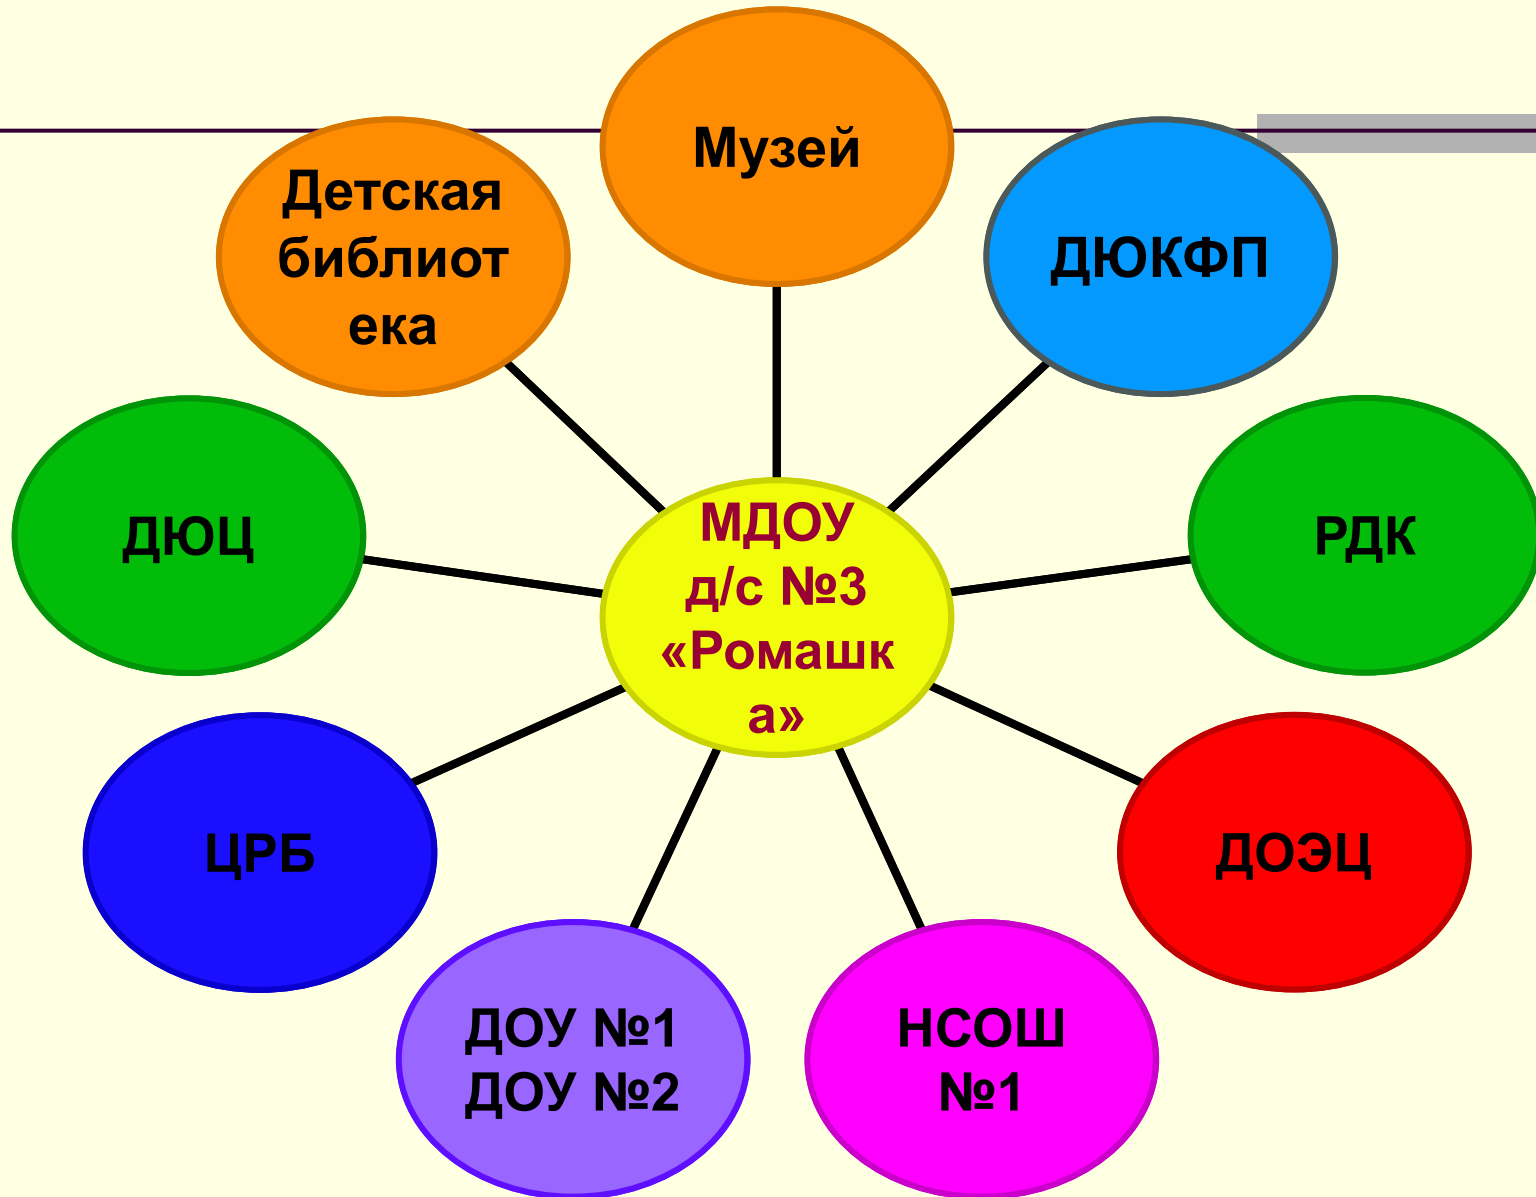 Музей
Детская
библиот
ека
ДЮКФП
ДЮЦ
МДОУ
д/с №3
«Ромашк
а»
РДК
ЦРБ
ДОЭЦ
ДОУ №1
ДОУ №2
НСОШ
№1